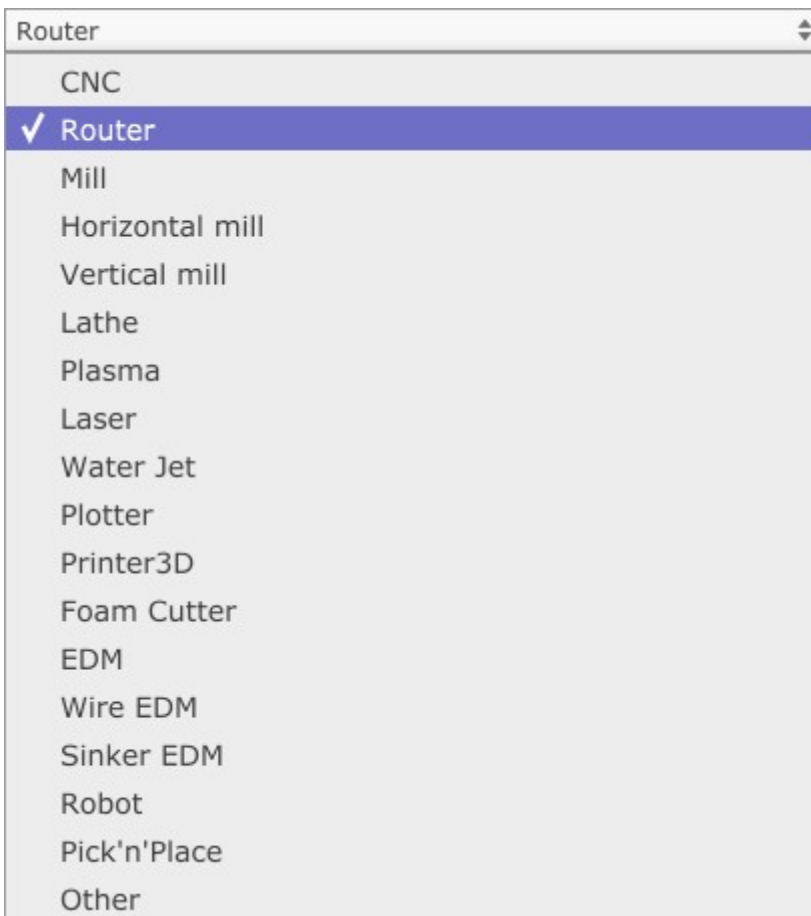 Router
CNC
✓ Router
Mill
Horizontal mill
Vertical mill
Lathe
Plasma
Laser
Water Jet
Plotter
Printer3D
Foam Cutter
EDM
Wire EDM
Sinker EDM
Robot
Pick'n'Place
Other